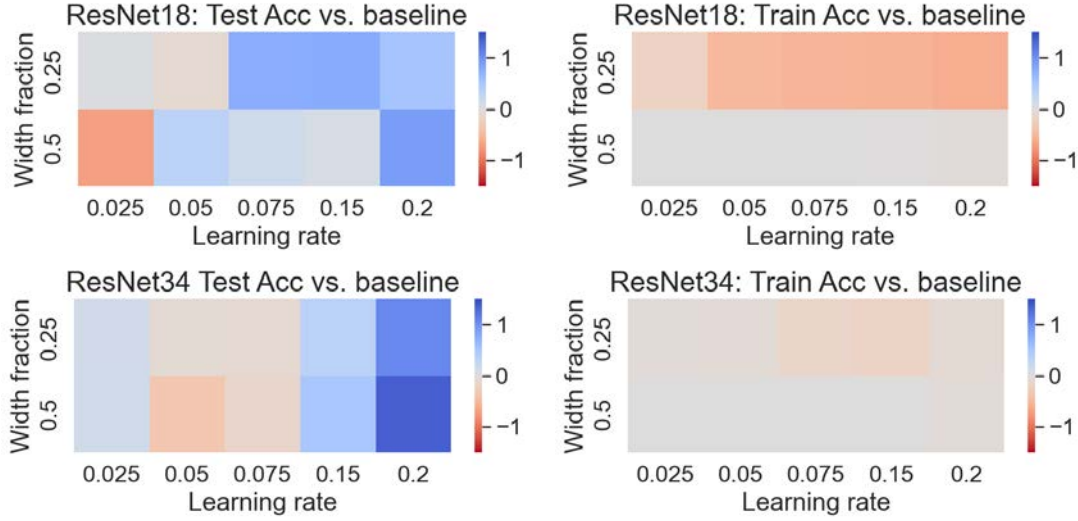 ResNet18: Test Acc vs. baseline
Width fraction
0.25
0.5
1
0
−1
0.025 0.05 0.075 0.15 0.2
Learning rate
ResNet18: Train Acc vs. baseline
Width fraction
0.25
0.5
1
0
−1
0.025 0.05 0.075 0.15 0.2
Learning rate
ResNet34 Test Acc vs. baseline
Width fraction
0.25
0.5
1
0
−1
0.025 0.05 0.075 0.15 0.2
Learning rate
ResNet34: Train Acc vs. baseline
Width fraction
0.25
0.5
1
0
−1
0.025 0.05 0.075 0.15 0.2
Learning rate